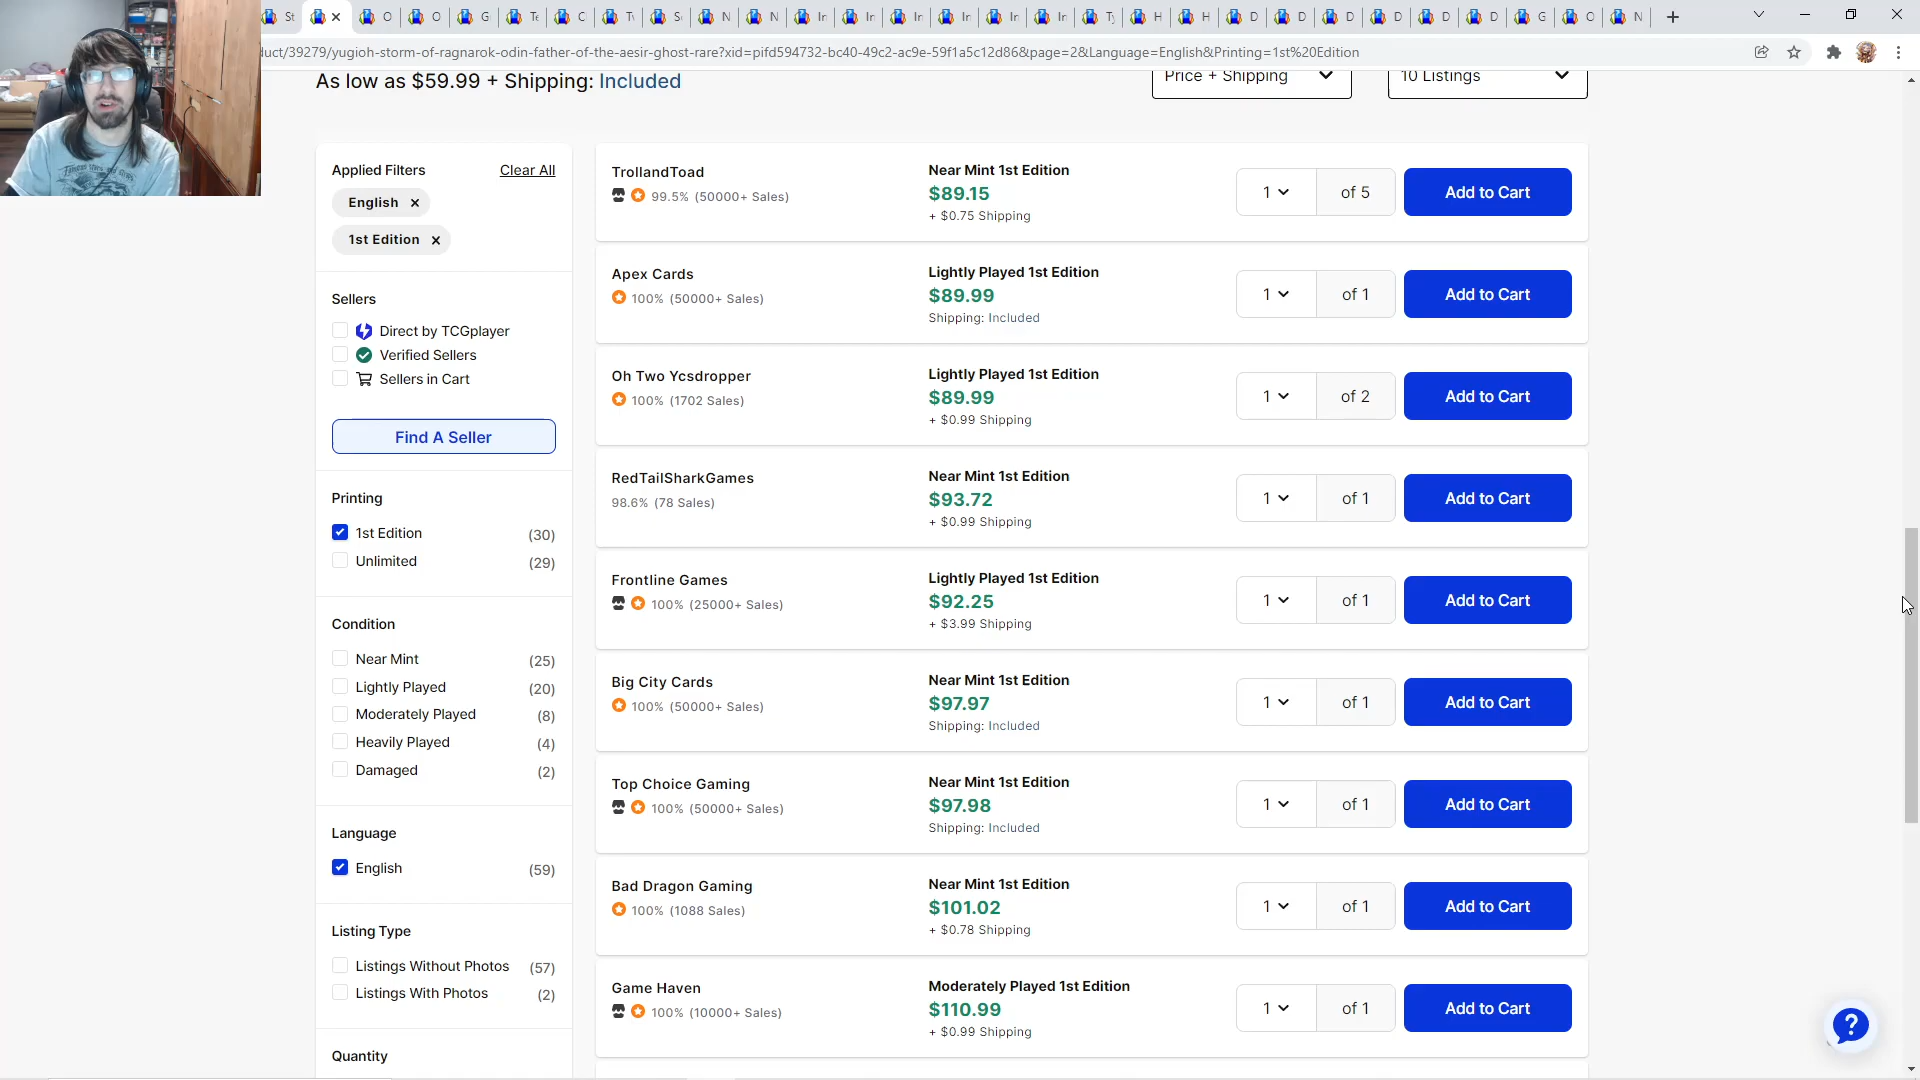 St
O
O
G
Te
C
Tv
Sc
N
N
In
In
In
In
In
In
Ty
H
H
D
D
D
D
D
D
G
O
N
duct/39279/yugioh-storm-of-ragnarok-odin-father-of-the-aesir-ghost-rare?xid=pifd594732-bc40-49c2-ac9e-59f1a5c12d86&page=2&Language=English&Printing=1st%20Edition
As low as $59.99 + Shipping: Included
Price + Shipping
10 Listings
Applied Filters
Clear All
English
1st Edition
Sellers
Direct by TCGplayer
Verified Sellers
Sellers in Cart
Find A Seller
Printing
1st Edition (30)
Unlimited (29)
Condition
Near Mint (25)
Lightly Played (20)
Moderately Played (8)
Heavily Played (4)
Damaged (2)
Language
English (59)
Listing Type
Listings Without Photos (57)
Listings With Photos (2)
Quantity
TrollandToad
99.5% (50000+ Sales)
Near Mint 1st Edition
$89.15
+ $0.75 Shipping
1 of 5
Add to Cart
Apex Cards
100% (50000+ Sales)
Lightly Played 1st Edition
$89.99
Shipping: Included
1 of 1
Add to Cart
Oh Two Ycsdropper
100% (1702 Sales)
Lightly Played 1st Edition
$89.99
+ $0.99 Shipping
1 of 2
Add to Cart
RedTailSharkGames
98.6% (78 Sales)
Near Mint 1st Edition
$93.72
+ $0.99 Shipping
1 of 1
Add to Cart
Frontline Games
100% (25000+ Sales)
Lightly Played 1st Edition
$92.25
+ $3.99 Shipping
1 of 1
Add to Cart
Big City Cards
100% (50000+ Sales)
Near Mint 1st Edition
$97.97
Shipping: Included
1 of 1
Add to Cart
Top Choice Gaming
100% (50000+ Sales)
Near Mint 1st Edition
$97.98
Shipping: Included
1 of 1
Add to Cart
Bad Dragon Gaming
100% (1088 Sales)
Near Mint 1st Edition
$101.02
+ $0.78 Shipping
1 of 1
Add to Cart
Game Haven
100% (10000+ Sales)
Moderately Played 1st Edition
$110.99
+ $0.99 Shipping
1 of 1
Add to Cart
?